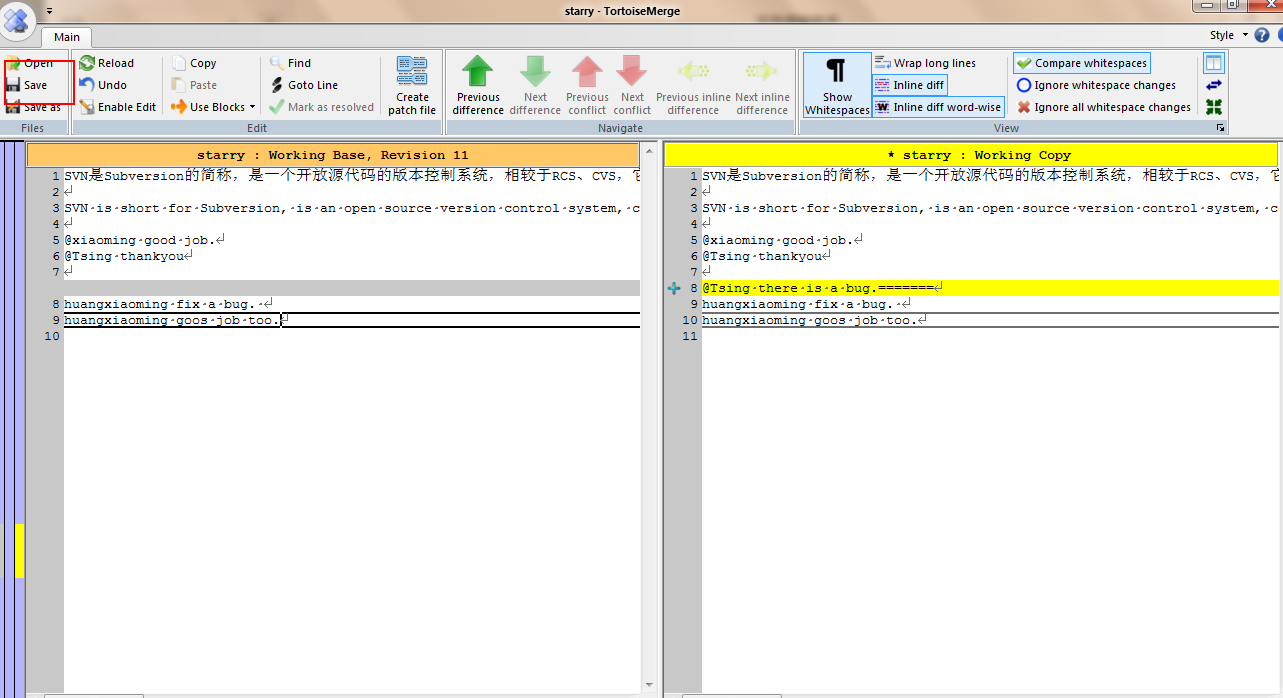 starry - TortoiseMerge
Main
Style
Open
Save
Save as
Files
Reload
Undo
Enable Edit
Copy
Paste
Use Blocks
Find
Goto Line
Mark as resolved
Create patch file
Edit
Previous difference
Next difference
Previous conflict
Next conflict
Previous inline difference
Next inline difference
Navigate
Show Whitespaces
Wrap long lines
Inline diff
Inline diff word-wise
Compare whitespaces
Ignore whitespace changes
Ignore all whitespace changes
View
starry : Working Base, Revision 11
1 SVN是Subversion的简称，是一个开放源代码的版本控制系统，相较于RCS、CVS，
2
3 SVN is short for Subversion, is an open source version control system, c
4
5 @xiaoming good job.
6 @Tsing thankyou
7
8 huangxiaoming fix a bug.
9 huangxiaoming goos job too.
10
* starry : Working Copy
1 SVN是Subversion的简称，是一个开放源代码的版本控制系统，相较于RCS、CVS，
2
3 SVN is short for Subversion, is an open source version control system, c
4
5 @xiaoming good job.
6 @Tsing thankyou
7
8 @Tsing there is a bug.=======
9 huangxiaoming fix a bug.
10 huangxiaoming goos job too.
11